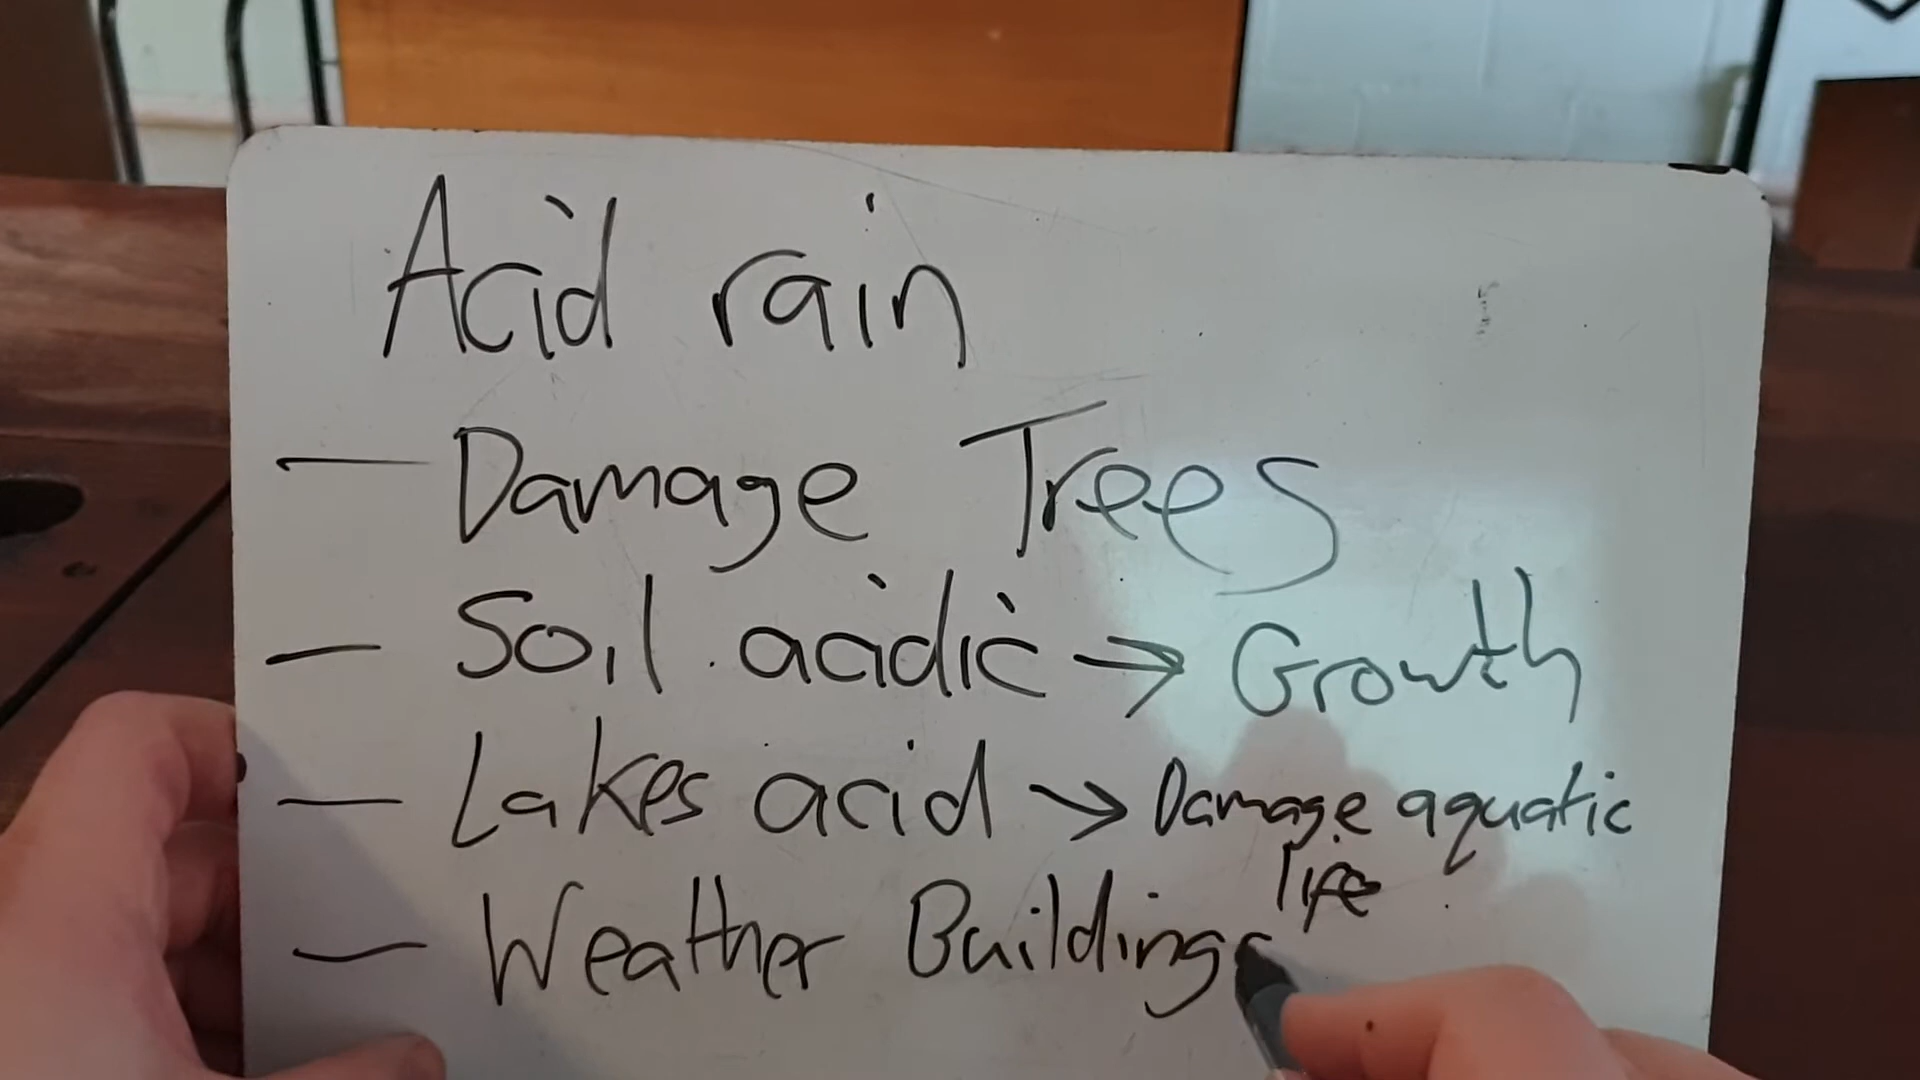 Acid rain
- Damage Trees
- Soil acidic → Growth
- Lakes acid → Damage aquatic
life
- Weather Buildings